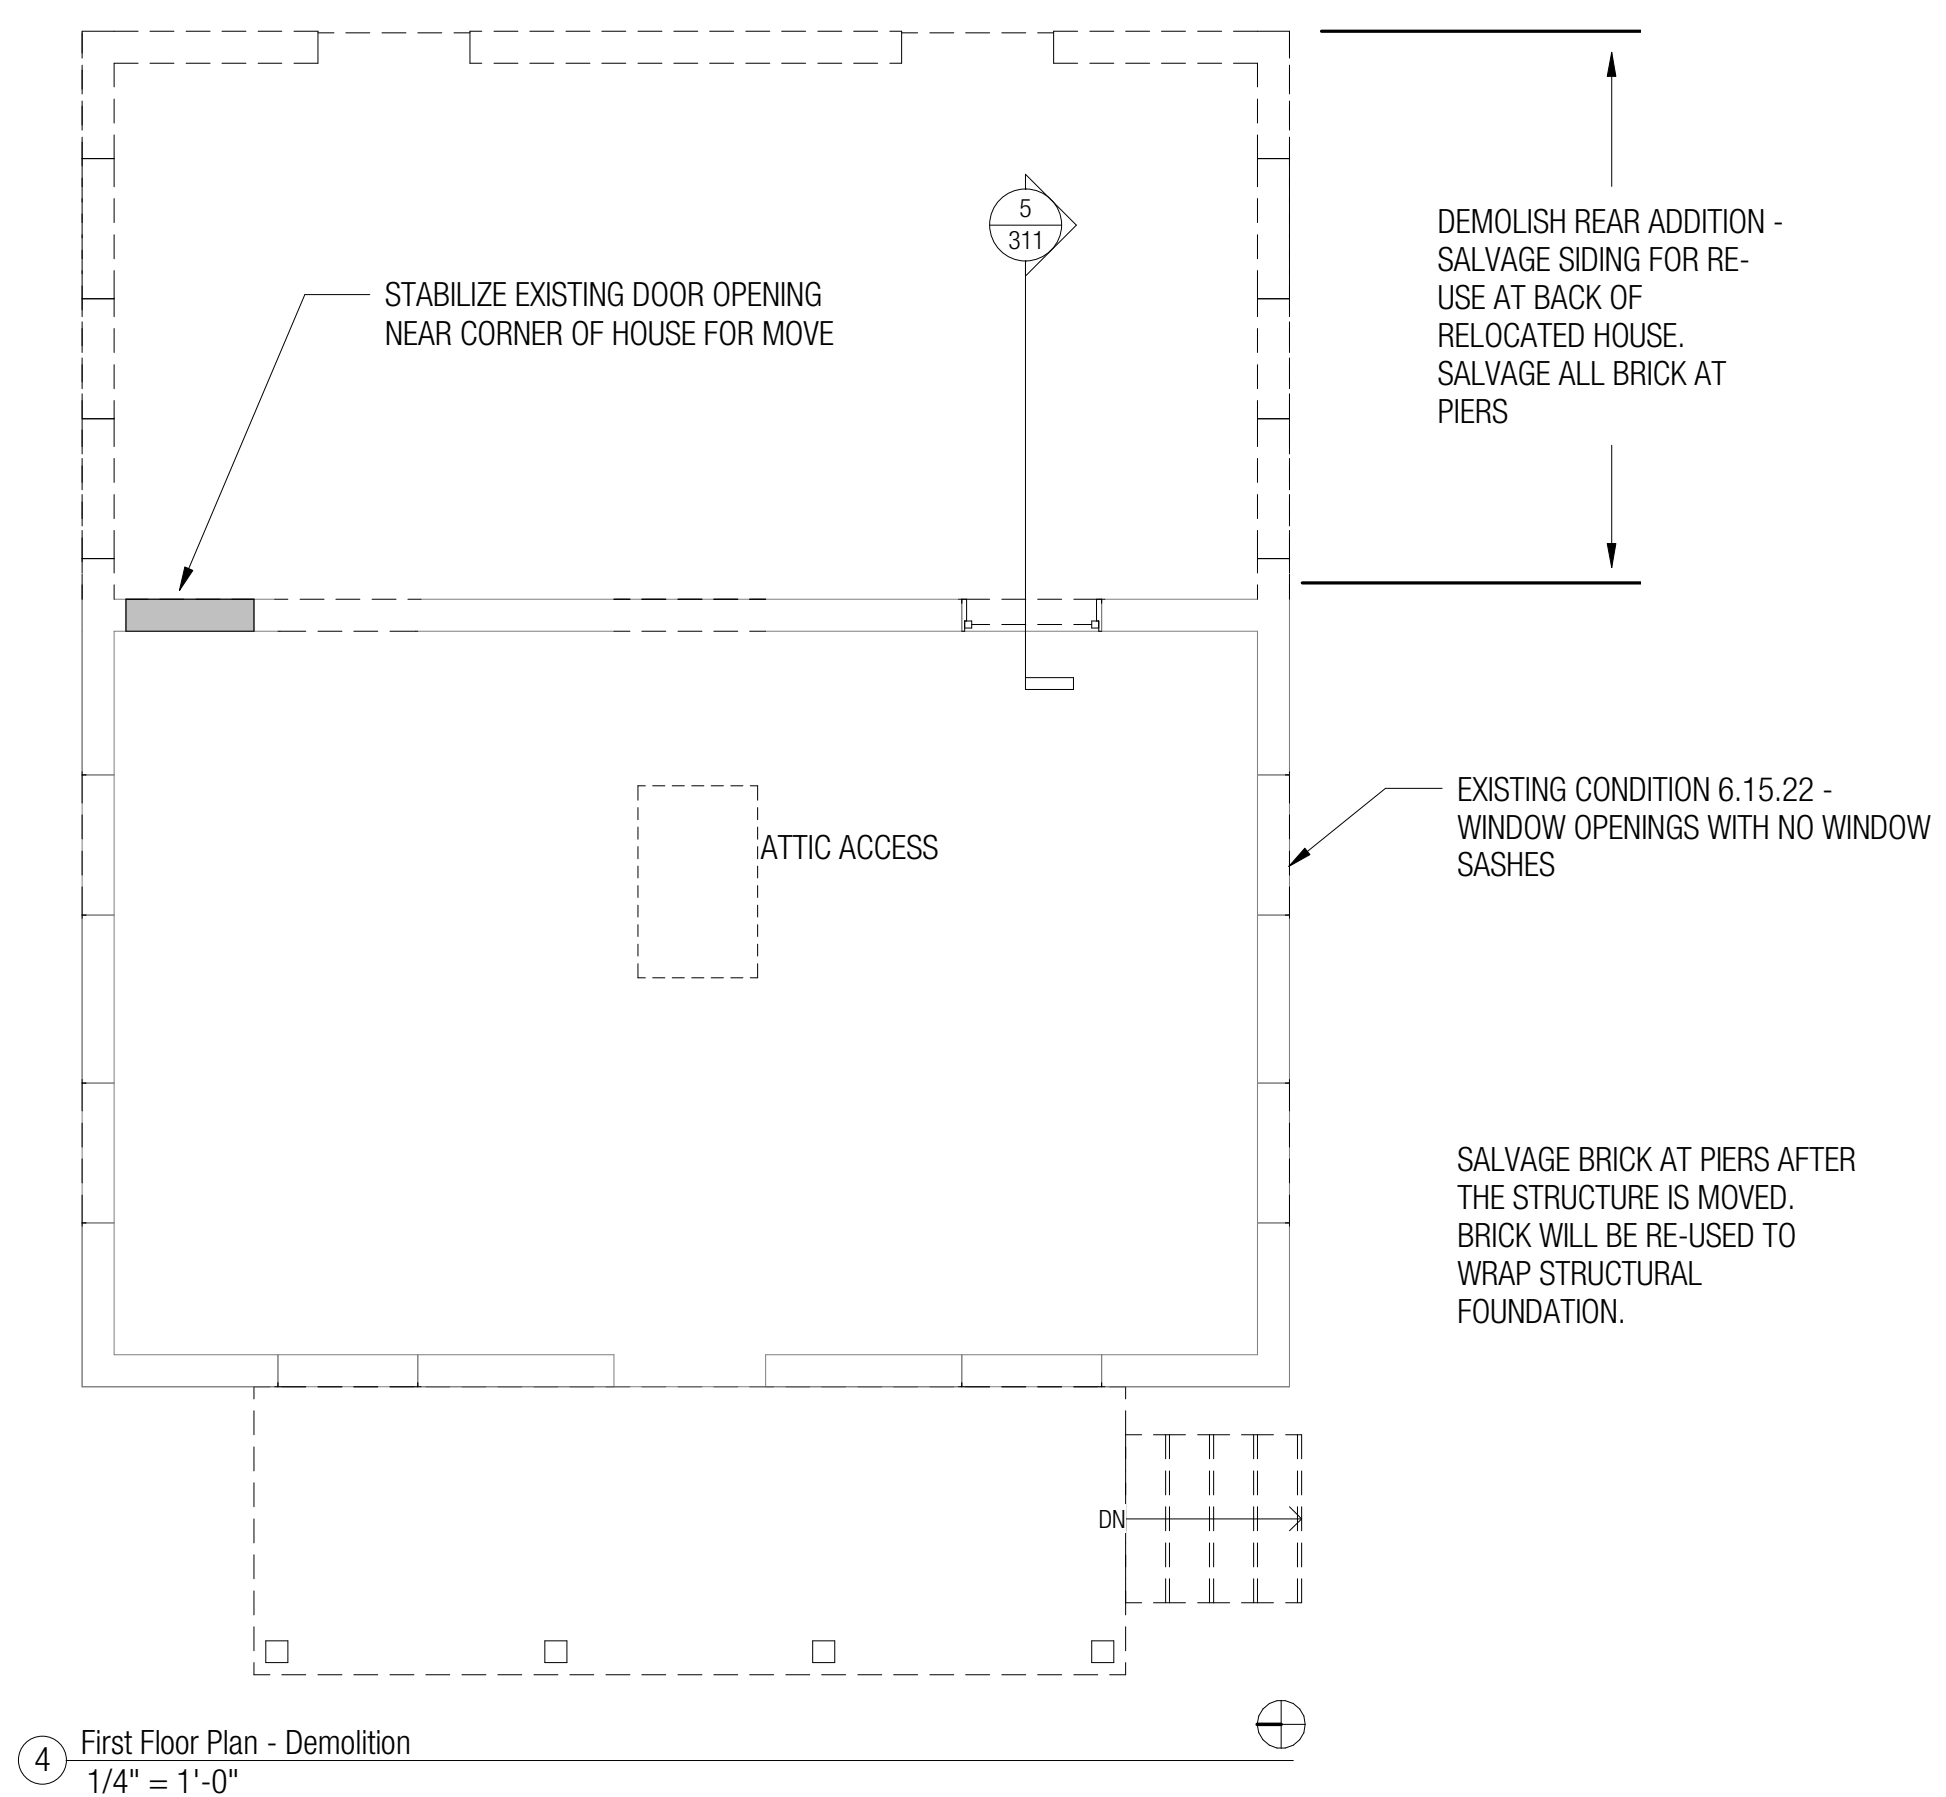 5
311
DEMOLISH REAR ADDITION -
SALVAGE SIDING FOR RE-
USE AT BACK OF
RELOCATED HOUSE.
SALVAGE ALL BRICK AT
PIERS
STABILIZE EXISTING DOOR OPENING
NEAR CORNER OF HOUSE FOR MOVE
EXISTING CONDITION 6.15.22 -
WINDOW OPENINGS WITH NO WINDOW
SASHES
ATTIC ACCESS
SALVAGE BRICK AT PIERS AFTER
THE STRUCTURE IS MOVED.
BRICK WILL BE RE-USED TO
WRAP STRUCTURAL
FOUNDATION.
DN
4
First Floor Plan - Demolition
1/4" = 1'-0"